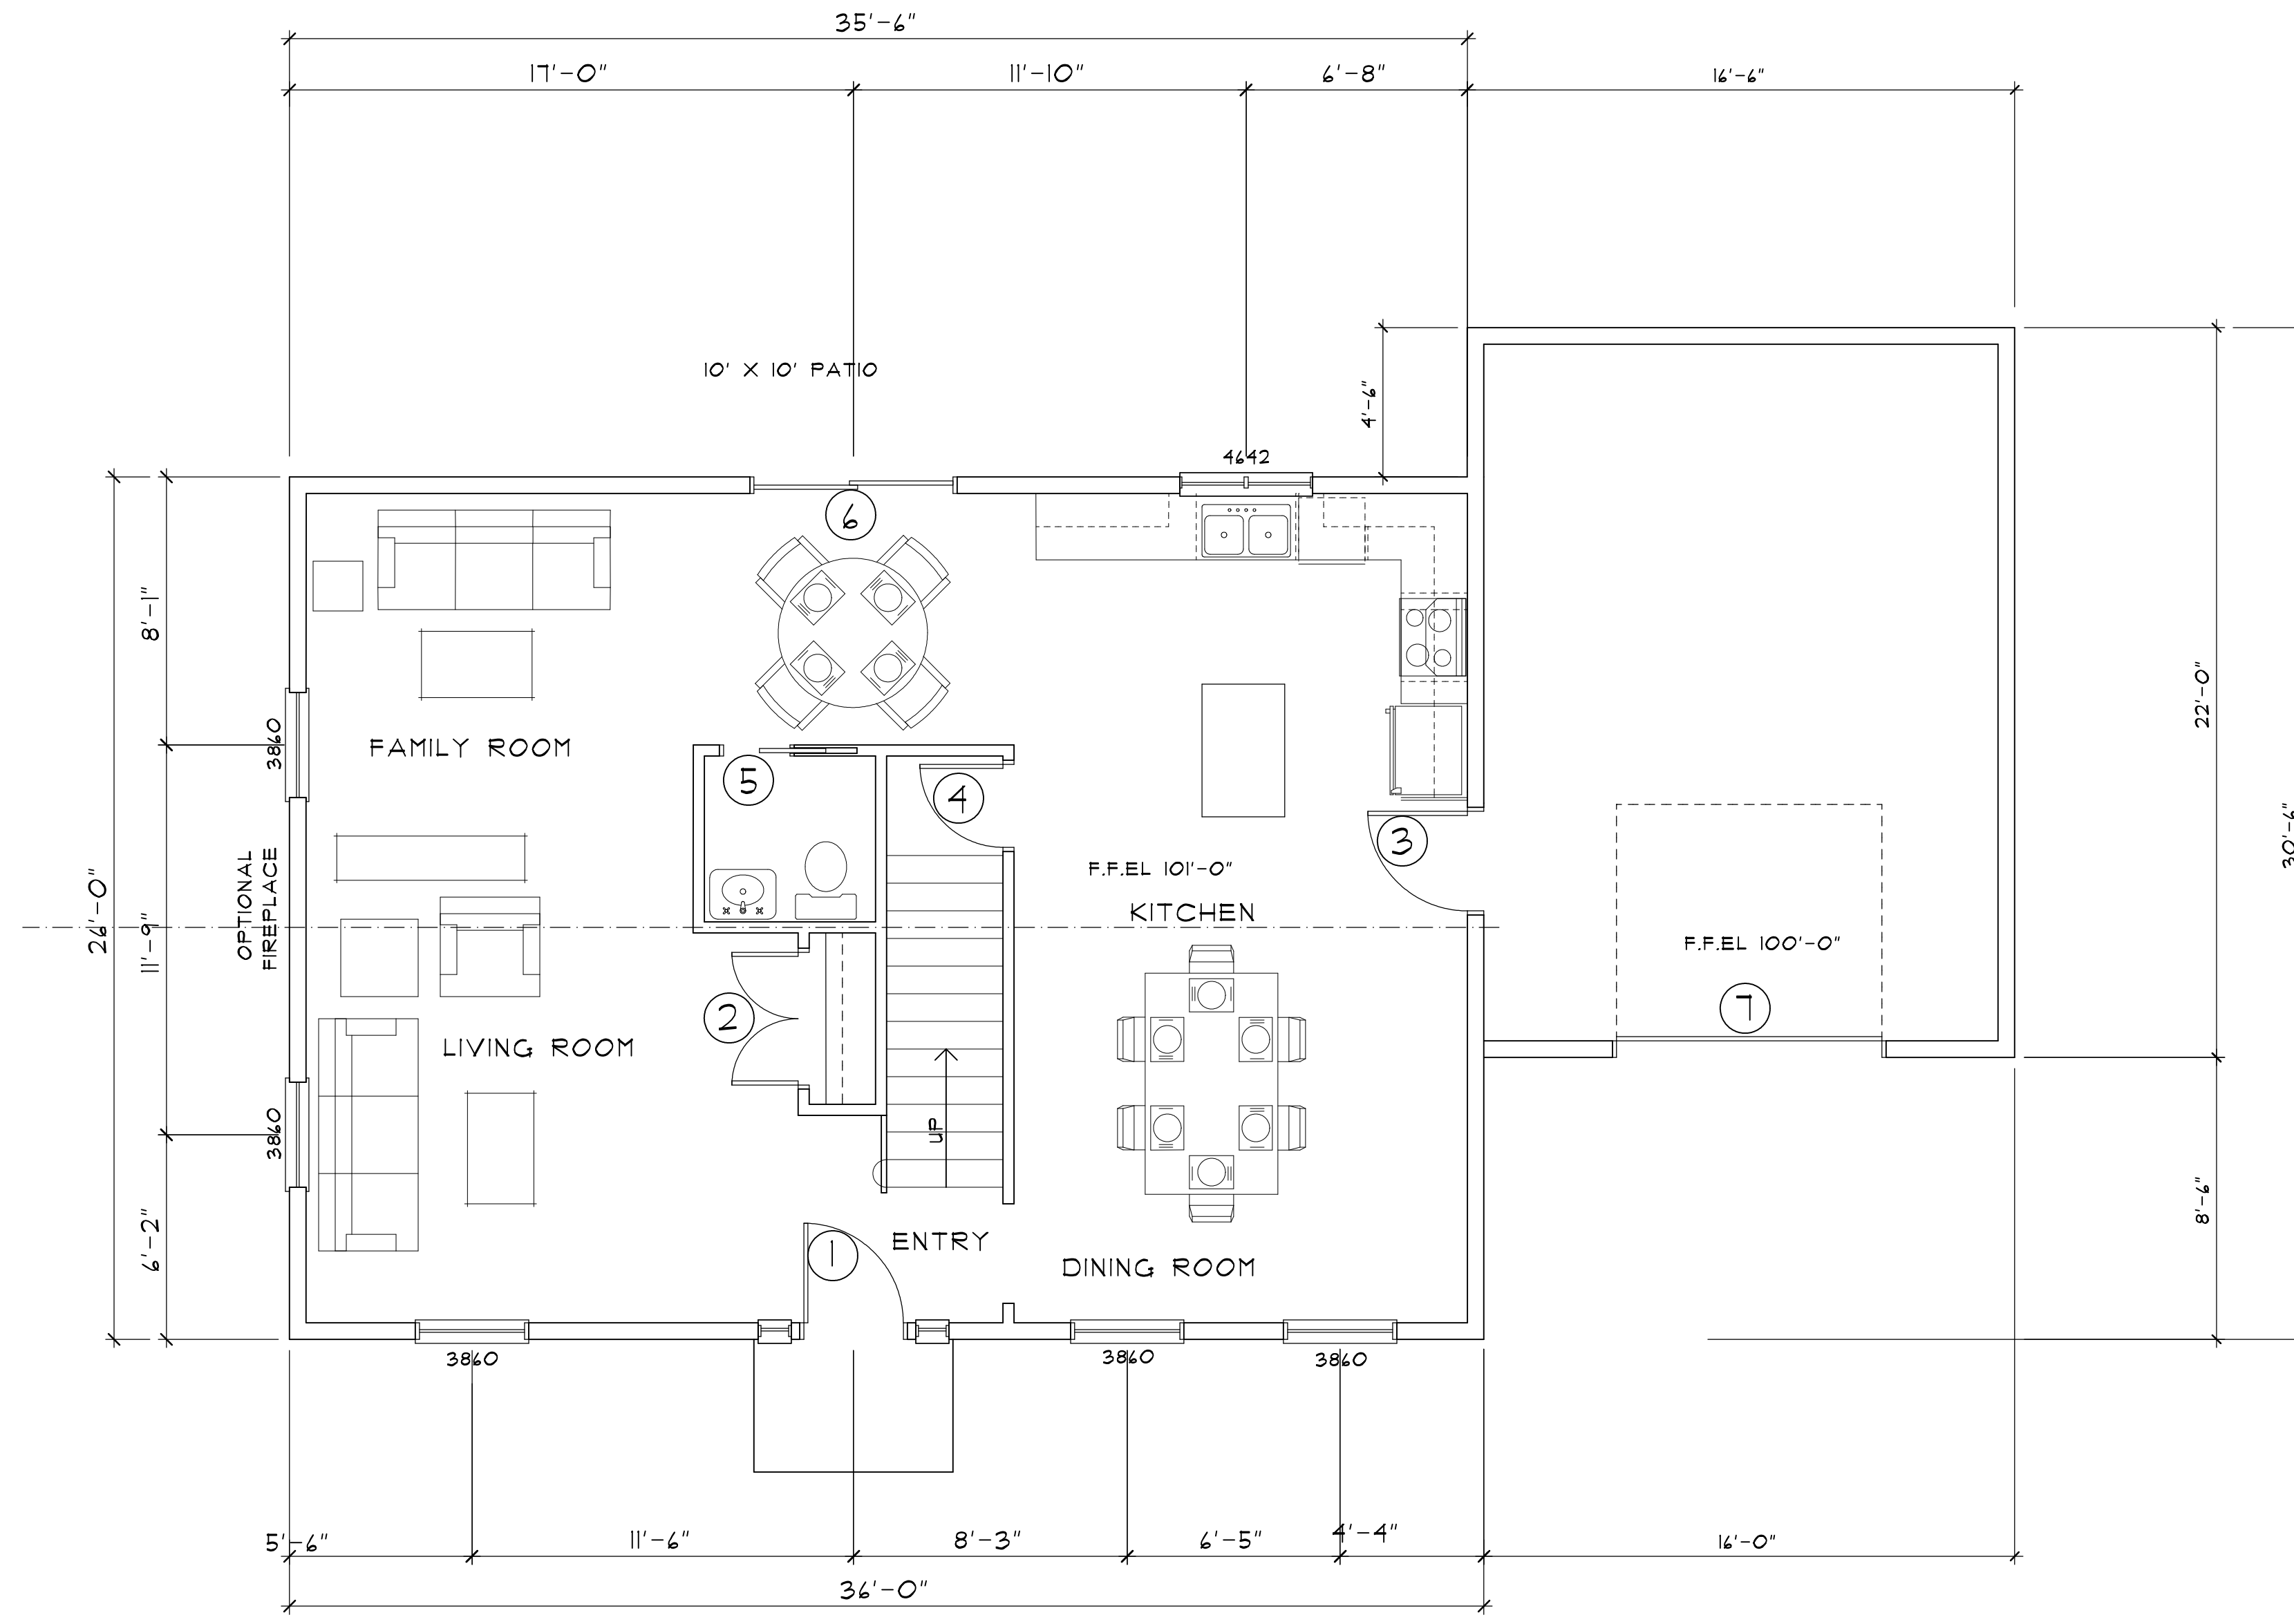 35'-6"
17'-0" 11'-10" 6'-8" 16'-6"
10' X 10' PATIO
4'-6"
4642
6
8'-1"
3860
FAMILY ROOM
5
4
3
22'-0"
30'-6"
26'-0"
11'-9"
OPTIONAL
FIREPLACE
F.F.EL 101'-0"
KITCHEN
F.F.EL 100'-0"
7
2
LIVING ROOM
3860
UP
6'-2"
8'-6"
1
ENTRY
DINING ROOM
3860 3860 3860
5'-6" 11'-6" 8'-3" 6'-5" 4'-4" 16'-0"
36'-0"